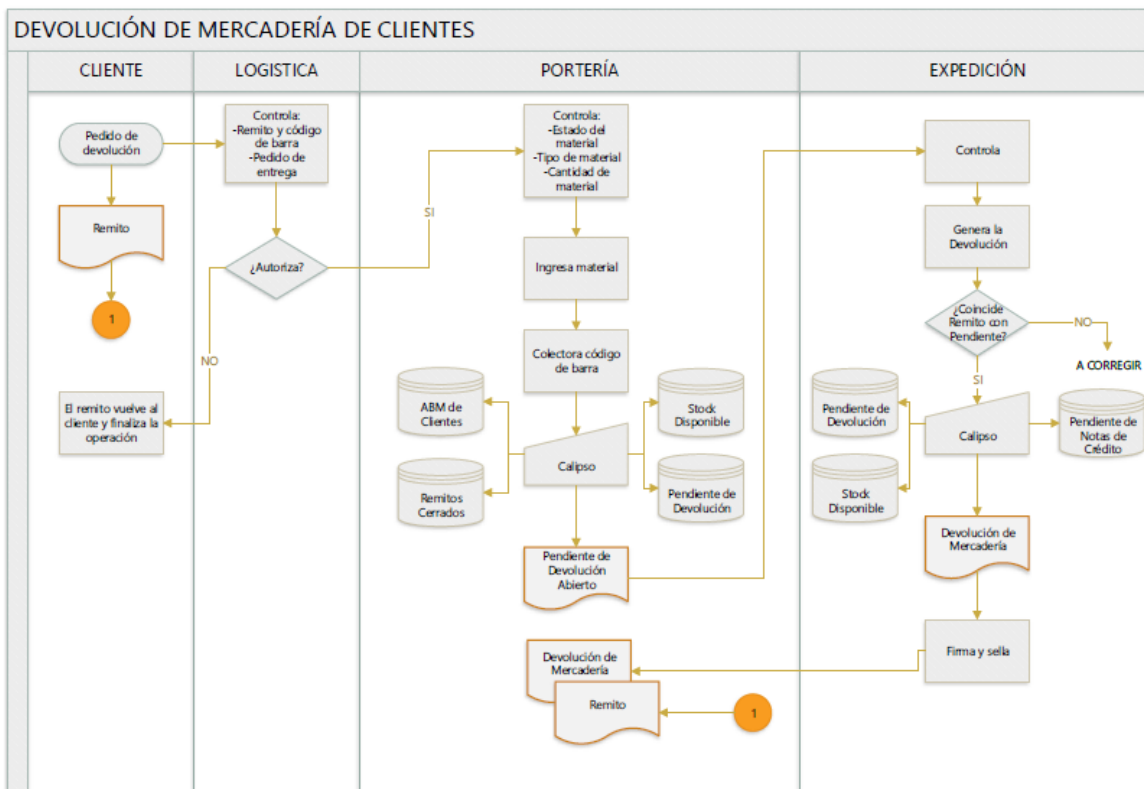 DEVOLUCIÓN DE MERCADERÍA DE CLIENTES
CLIENTE
LOGISTICA
PORTERÍA
EXPEDICIÓN
Pedido de
devolución
Remito
1
El remito vuelve al
cliente y finaliza la
operación
Controla:
-Remito y código
de barra
-Pedido de
entrega
¿Autoriza?
SI
NO
Controla:
-Estado del
material
-Tipo de material
-Cantidad de
material
Ingresa material
Colectora código
de barra
ABM de
Clientes
Stock
Disponible
Calipso
Remitos
Cerrados
Pendiente de
Devolución
Pendiente de
Devolución
Abierto
Devolución de
Mercadería
Remito
1
Controla
Genera la
Devolución
¿Coincide
Remito con
Pendiente?
NO
A CORREGIR
SI
Pendiente de
Devolución
Calipso
Pendiente de
Notas de
Crédito
Stock
Disponible
Devolución de
Mercadería
Firma y sella